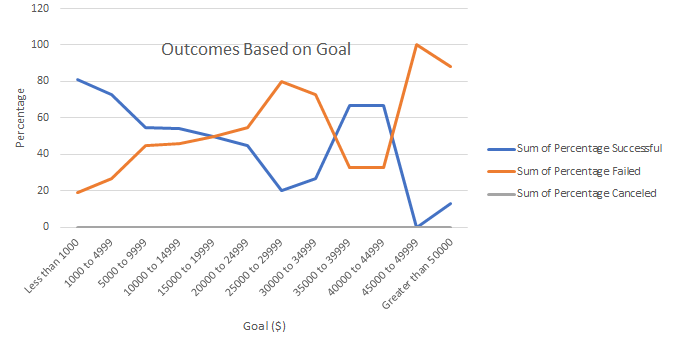 Outcomes Based on Goal
120
100
80
60
40
20
0
Percentage
Less than 1000
1000 to 4999
5000 to 9999
10000 to 14999
15000 to 19999
20000 to 24999
25000 to 29999
30000 to 34999
35000 to 39999
40000 to 44999
45000 to 49999
Greater than 50000
Goal ($)
Sum of Percentage Successful
Sum of Percentage Failed
Sum of Percentage Canceled